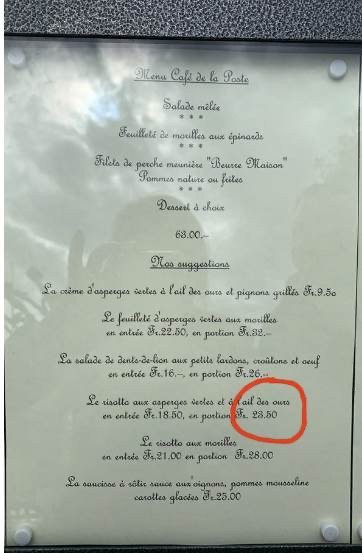 Menu Café de la Poste
Salade mêlée
* * *
Feuilleté de morilles aux épinards
* * *
Filets de perche meunière "Beurre Maison"
Pommes nature ou frites
* * *
Dessert à choix
63.00.–
Nos suggestions
La crème d'asperges vertes à l'ail des ours et pignons grillés Fr.9.50
Le feuilleté d'asperges vertes aux morilles
en entrée Fr.22.50, en portion Fr.32.–
La salade de dents-de-lion aux petits lardons, croûtons et oeuf
en entrée Fr.16.–, en portion Fr.26.–
Le risotto aux asperges vertes et à l'ail des ours
en entrée Fr.18.50, en portion Fr. 23.50
Le risotto aux morilles
en entrée Fr.21.00 en portion Fr.28.00
La saucisse à rôtir sauce aux oignons, pommes mousseline
carottes glacées Fr.25.00